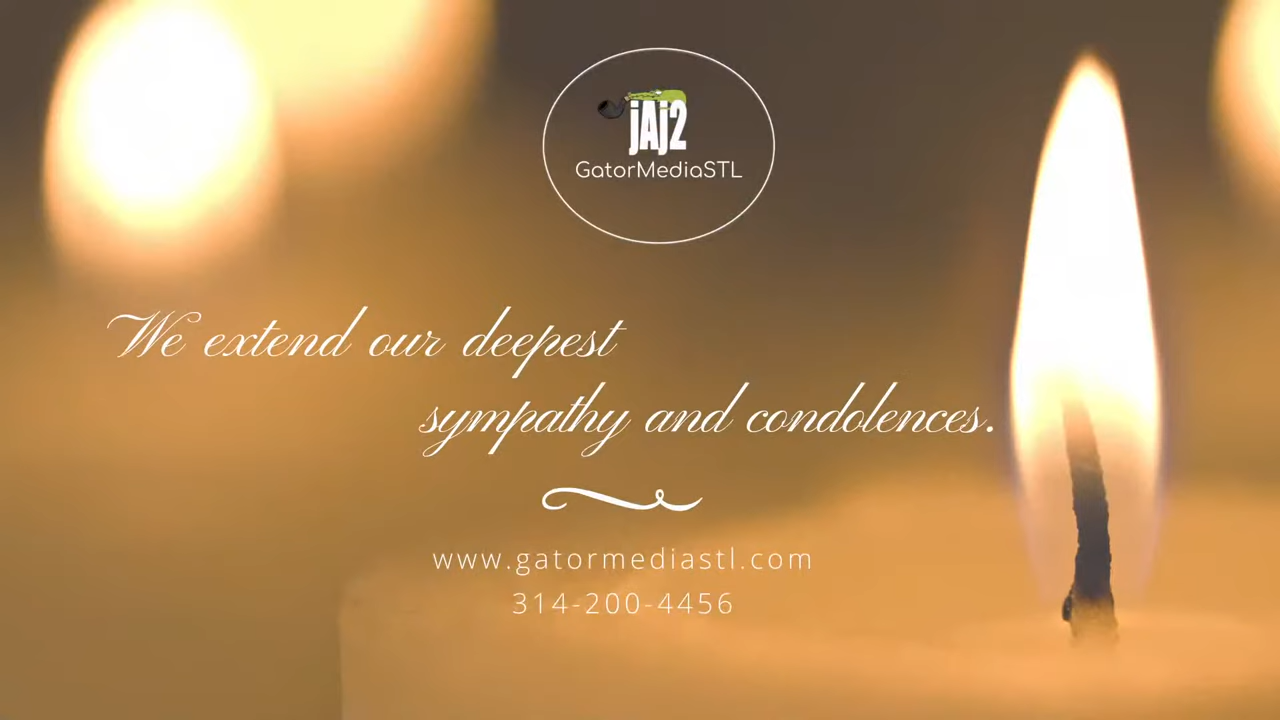 jAj2
GatorMediaSTL
We extend our deepest
sympathy and condolences.
www.gatormediastl.com
314-200-4456